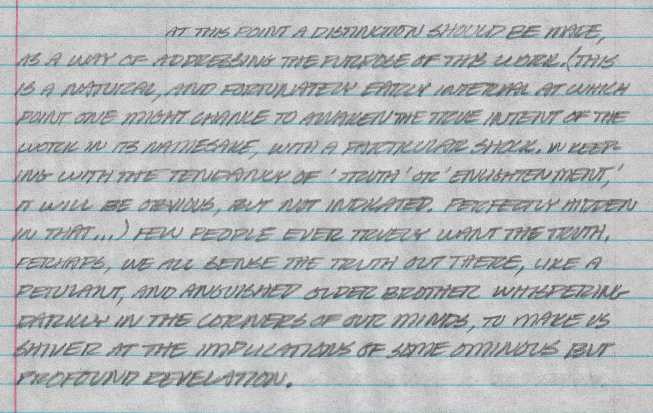 AT THIS POINT A DISTINCTION SHOULD BE MADE,
AS A WAY OF ADDRESSING THE PURPOSE OF THIS WORK. (THIS
IS A NATURAL, AND FORTUNATELY EARLY INTERVAL AT WHICH
POINT ONE MIGHT CHANCE TO AWAKEN THE TRUE INTENT OF THE
WORK IN ITS NAMESAKE, WITH A PARTICULAR SHOCK. IN KEEP-
ING WITH THE TENDANCY OF 'TRUTH' OR 'ENLIGHTENMENT,'
IT WILL BE OBVIOUS, BUT NOT INDICATED. PERFECTLY HIDDEN
IN THAT...) FEW PEOPLE EVER TRUELY WANT THE TRUTH.
PERHAPS, WE ALL SENSE THE TRUTH OUT THERE, LIKE A
PETULANT, AND ANGUISHED OLDER BROTHER WHISPERING
DARKLY IN THE CORNERS OF OUR MINDS, TO MAKE US
SHIVER AT THE IMPLICATIONS OF SOME OMINOUS BUT
PROFOUND REVELATION.